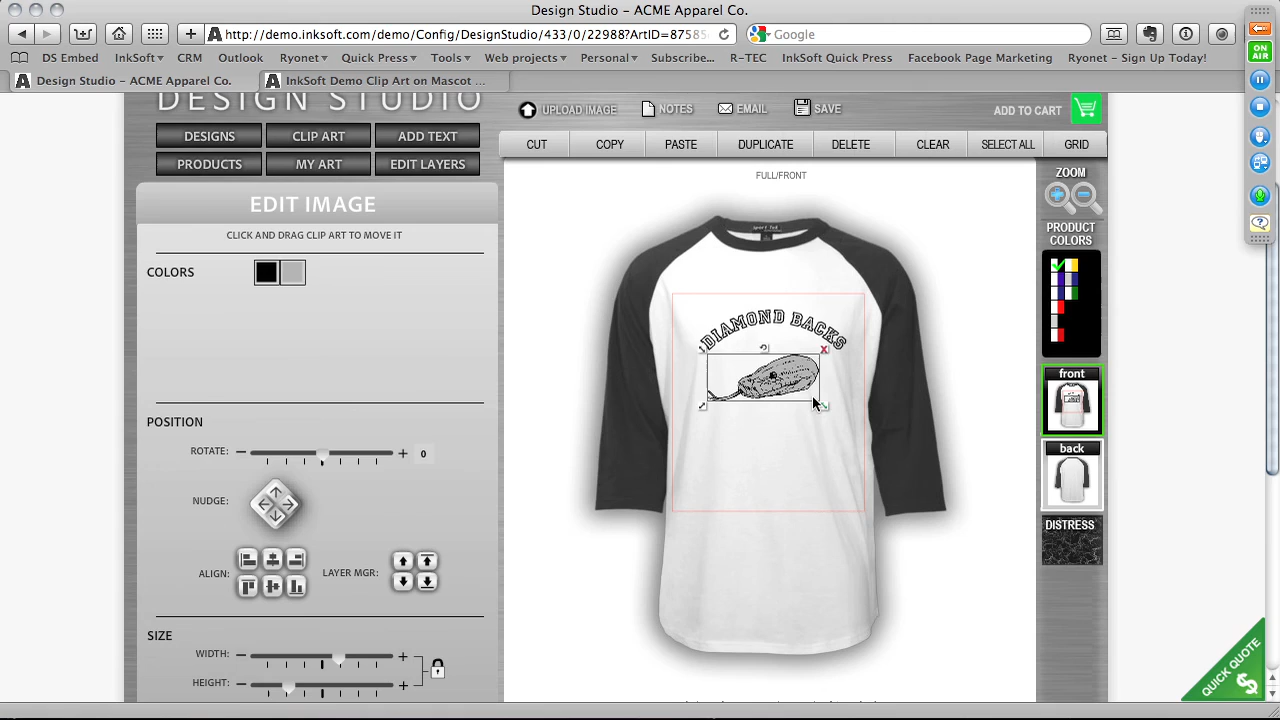 Design Studio – ACME Apparel Co.
http://demo.inksoft.com/demo/Config/DesignStudio/4330/22988?ArtID=8758
Google
DS Embed InkSoft CRM Outlook Ryonet Quick Press Tools Web projects Personal Subscribe... R-TEC InkSoft Quick Press Facebook Page Marketing Ryonet – Sign Up Today!
Design Studio – ACME Apparel Co. InkSoft Demo Clip Art on Mascot ...
ON AIR
DESIGN STUDIO
UPLOAD IMAGE NOTES EMAIL SAVE ADD TO CART
DESIGNS CLIP ART ADD TEXT
CUT COPY PASTE DUPLICATE DELETE CLEAR SELECT ALL GRID
PRODUCTS MY ART EDIT LAYERS
FULL/FRONT
ZOOM
EDIT IMAGE
CLICK AND DRAG CLIP ART TO MOVE IT
PRODUCT
COLORS
COLORS
DIAMOND BACKS
front
POSITION
ROTATE: 0
back
NUDGE:
DISTRESS
ALIGN: LAYER MGR:
SIZE
WIDTH:
HEIGHT:
QUICK QUOTE
$